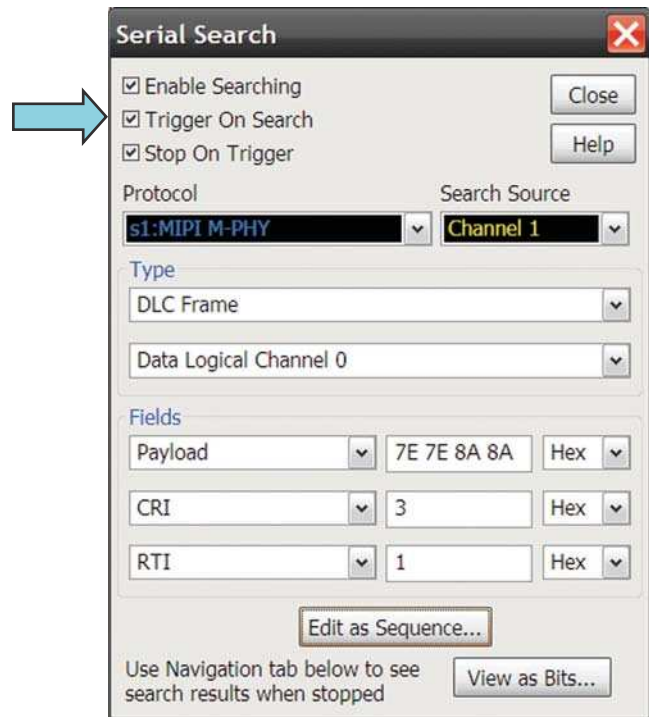 Serial Search
Enable Searching
Close
Trigger On Search
Help
Stop On Trigger
Protocol Search Source
s1:MIPI M-PHY Channel 1
Type
DLC Frame
Data Logical Channel 0
Fields
Payload 7E 7E 8A 8A Hex
CRI 3 Hex
RTI 1 Hex
Edit as Sequence...
Use Navigation tab below to see
search results when stopped
View as Bits...